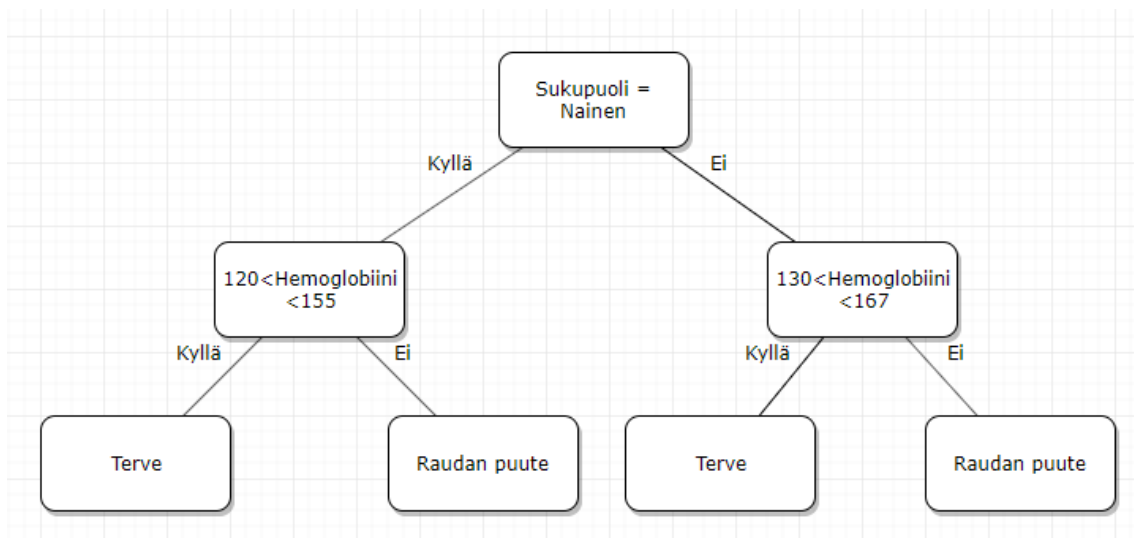 Sukupuoli =
Nainen
Kyllä
Ei
120<Hemoglobiini
<155
130<Hemoglobiini
<167
Kyllä
Ei
Kyllä
Ei
Terve
Raudan puute
Terve
Raudan puute